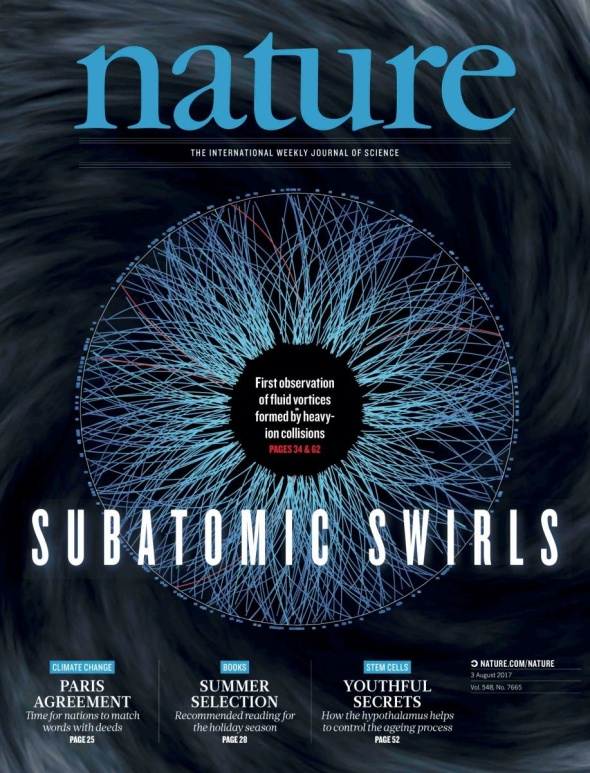 nature
THE INTERNATIONAL WEEKLY JOURNAL OF SCIENCE
First observation
of fluid vortices
formed by heavy-
ion collisions
PAGES 34 & 62
SUBATOMIC SWIRLS
CLIMATE CHANGE
PARIS
AGREEMENT
Time for nations to match
words with deeds
PAGE 25
BOOKS
SUMMER
SELECTION
Recommended reading for
the holiday season
PAGE 28
STEM CELLS
YOUTHFUL
SECRETS
How the hypothalamus helps
to control the ageing process
PAGE 52
NATURE.COM/NATURE
3 August 2017
Vol. 548, No. 7665